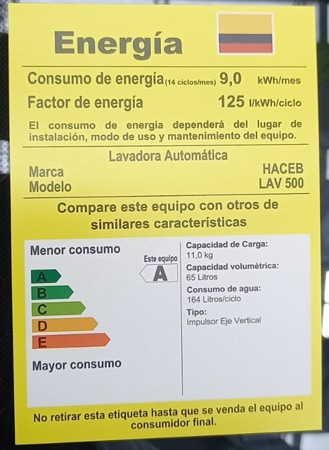 Energía
Consumo de energía (14 ciclos/mes) 9,0 kWh/mes
Factor de energía 125 l/kWh/ciclo
El consumo de energía dependerá del lugar de
instalación, modo de uso y mantenimiento del equipo.
Lavadora Automática
Marca HACEB
Modelo LAV 500
Compare este equipo con otros de
similares características
Menor consumo
Este equipo
A A
B
C
D
E
Mayor consumo
Capacidad de Carga:
11,0 kg
Capacidad volumétrica:
65 Litros
Consumo de agua:
164 Litros/ciclo
Tipo:
Impulsor Eje Vertical
No retirar esta etiqueta hasta que se venda el equipo al
consumidor final.